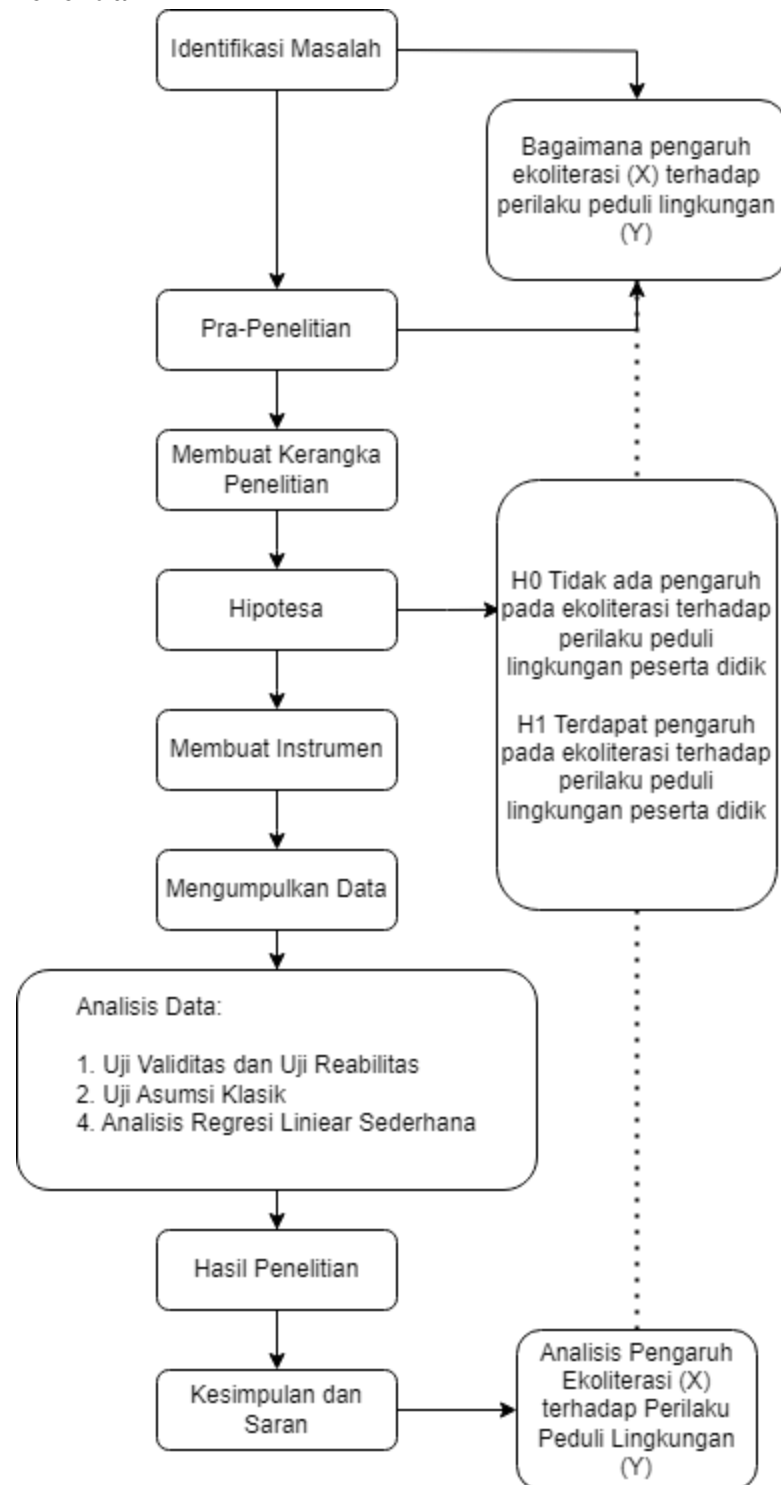 Identifikasi Masalah
Bagaimana pengaruh
ekoliterasi (X) terhadap
perilaku peduli lingkungan
(Y)
Pra-Penelitian
Membuat Kerangka
Penelitian
Hipotesa
H0 Tidak ada pengaruh
pada ekoliterasi terhadap
perilaku peduli
lingkungan peserta didik
H1 Terdapat pengaruh
pada ekoliterasi terhadap
perilaku peduli
lingkungan peserta didik
Membuat Instrumen
Mengumpulkan Data
Analisis Data:
1. Uji Validitas dan Uji Reabilitas
2. Uji Asumsi Klasik
4. Analisis Regresi Liniear Sederhana
Hasil Penelitian
Kesimpulan dan
Saran
Analisis Pengaruh
Ekoliterasi (X)
terhadap Perilaku
Peduli Lingkungan
(Y)